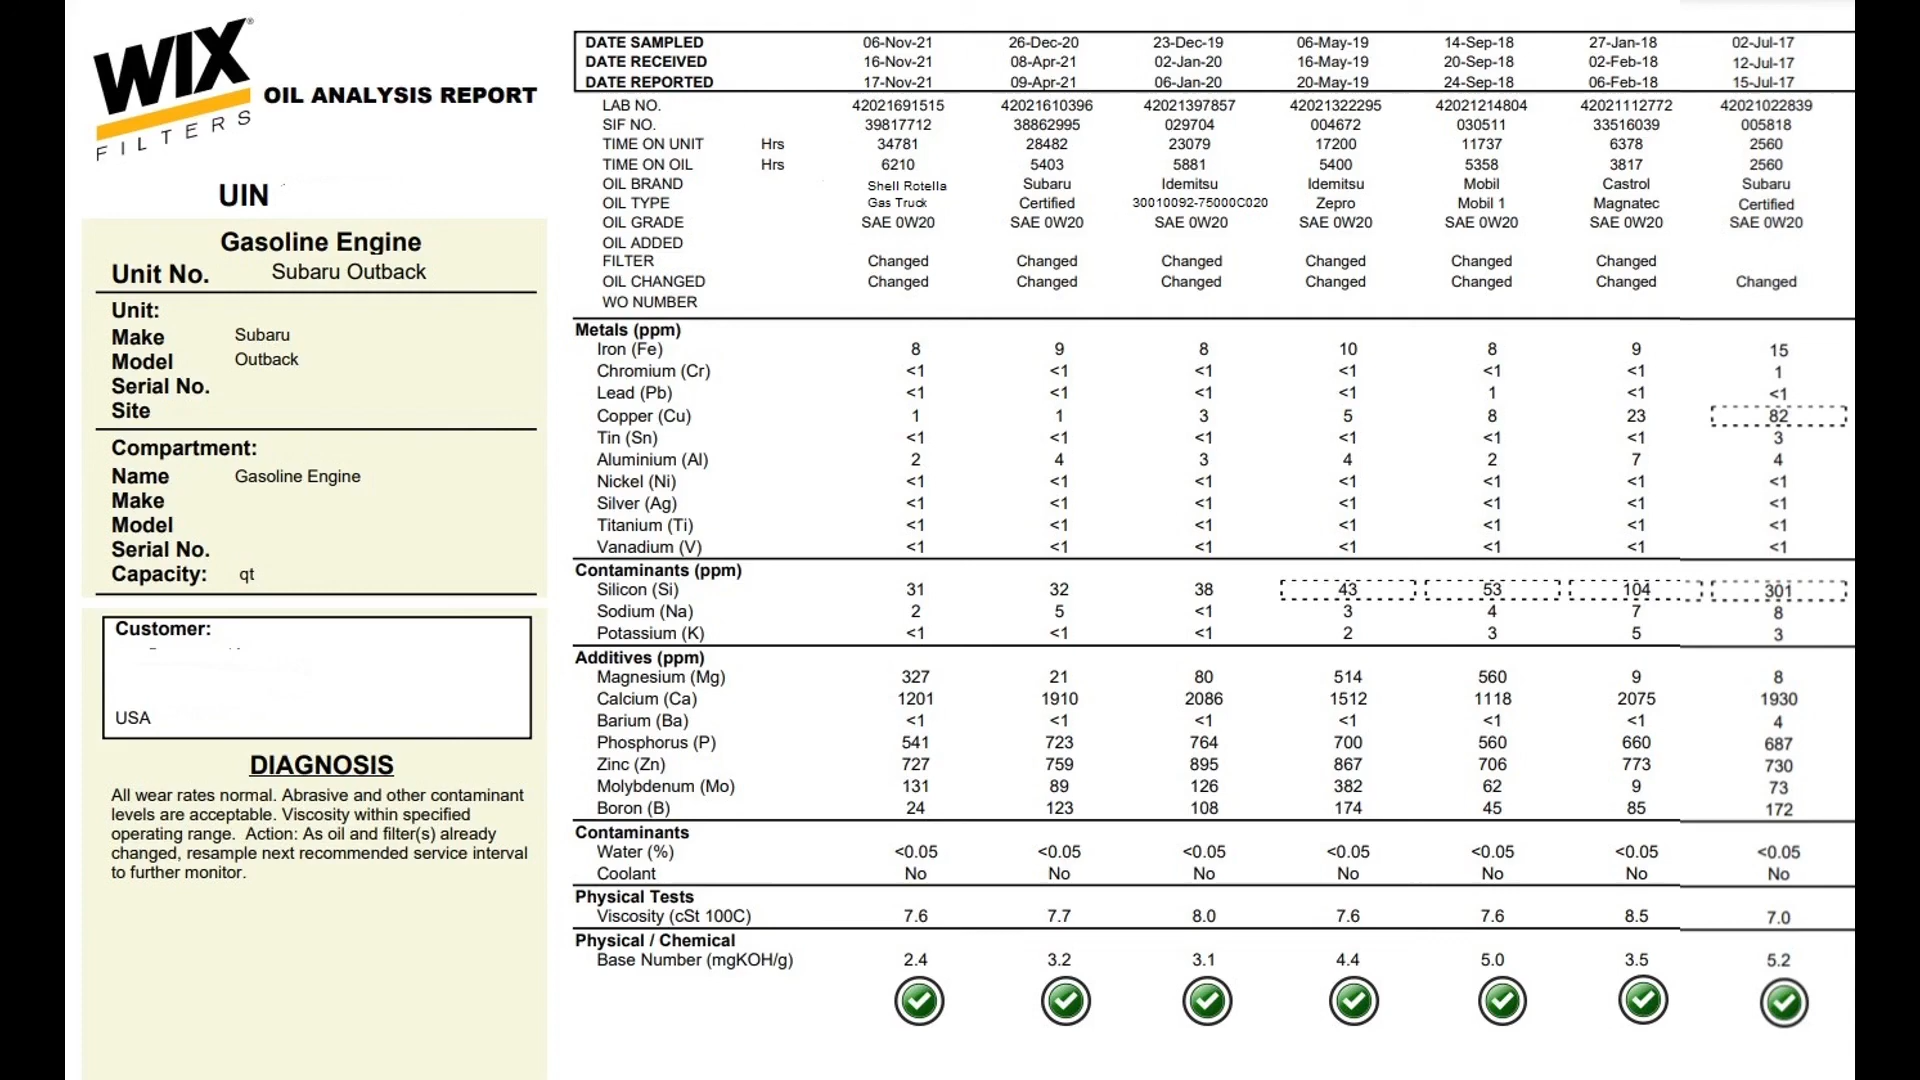 WIX®
FILTERS
OIL ANALYSIS REPORT
UIN
Gasoline Engine
Unit No. Subaru Outback
Unit:
Make Subaru
Model Outback
Serial No.
Site
Compartment:
Name Gasoline Engine
Make
Model
Serial No.
Capacity: qt
Customer:
USA
DIAGNOSIS
All wear rates normal. Abrasive and other contaminant
levels are acceptable. Viscosity within specified
operating range. Action: As oil and filter(s) already
changed, resample next recommended service interval
to further monitor.
DATE SAMPLED 06-Nov-21 26-Dec-20 23-Dec-19 06-May-19 14-Sep-18 27-Jan-18 02-Jul-17
DATE RECEIVED 16-Nov-21 08-Apr-21 02-Jan-20 16-May-19 20-Sep-18 02-Feb-18 12-Jul-17
DATE REPORTED 17-Nov-21 09-Apr-21 06-Jan-20 20-May-19 24-Sep-18 06-Feb-18 15-Jul-17
LAB NO. 42021691515 42021610396 42021397857 42021322295 42021214804 42021112772 42021022839
SIF NO. 39817712 38862995 029704 004672 030511 33516039 005818
TIME ON UNIT Hrs 34781 28482 23079 17200 11737 6378 2560
TIME ON OIL Hrs 6210 5403 5881 5400 5358 3817 2560
OIL BRAND Shell Rotella Subaru Idemitsu Idemitsu Mobil Castrol Subaru
OIL TYPE Gas Truck Certified 30010092-75000C020 Zepro Mobil 1 Magnatec Certified
OIL GRADE SAE 0W20 SAE 0W20 SAE 0W20 SAE 0W20 SAE 0W20 SAE 0W20 SAE 0W20
OIL ADDED
FILTER Changed Changed Changed Changed Changed Changed
OIL CHANGED Changed Changed Changed Changed Changed Changed Changed
WO NUMBER
Metals (ppm)
Iron (Fe) 8 9 8 10 8 9 15
Chromium (Cr) <1 <1 <1 <1 <1 <1 1
Lead (Pb) <1 <1 <1 <1 1 <1 <1
Copper (Cu) 1 1 3 5 8 23 82
Tin (Sn) <1 <1 <1 <1 <1 <1 3
Aluminium (Al) 2 4 3 4 2 7 4
Nickel (Ni) <1 <1 <1 <1 <1 <1 <1
Silver (Ag) <1 <1 <1 <1 <1 <1 <1
Titanium (Ti) <1 <1 <1 <1 <1 <1 <1
Vanadium (V) <1 <1 <1 <1 <1 <1 <1
Contaminants (ppm)
Silicon (Si) 31 32 38 43 53 104 301
Sodium (Na) 2 5 <1 3 4 7 8
Potassium (K) <1 <1 <1 2 3 5 3
Additives (ppm)
Magnesium (Mg) 327 21 80 514 560 9 8
Calcium (Ca) 1201 1910 2086 1512 1118 2075 1930
Barium (Ba) <1 <1 <1 <1 <1 <1 4
Phosphorus (P) 541 723 764 700 560 660 687
Zinc (Zn) 727 759 895 867 706 773 730
Molybdenum (Mo) 131 89 126 382 62 9 73
Boron (B) 24 123 108 174 45 85 172
Contaminants
Water (%) <0.05 <0.05 <0.05 <0.05 <0.05 <0.05 <0.05
Coolant No No No No No No No
Physical Tests
Viscosity (cSt 100C) 7.6 7.7 8.0 7.6 7.6 8.5 7.0
Physical / Chemical
Base Number (mgKOH/g) 2.4 3.2 3.1 4.4 5.0 3.5 5.2